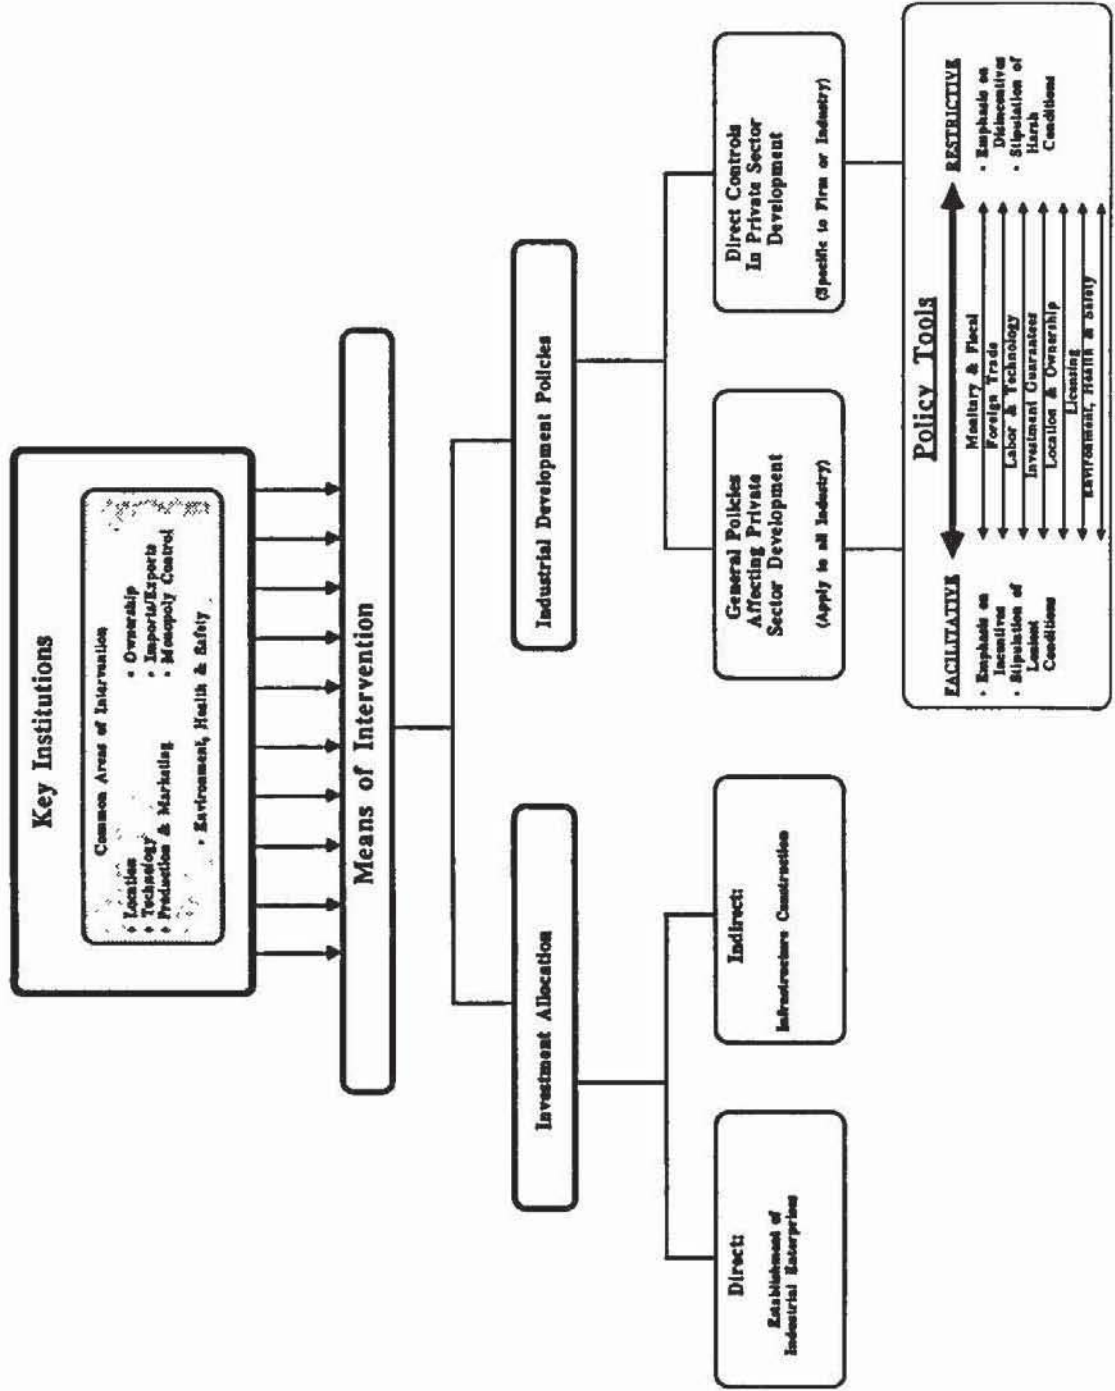 Key Institutions
Common Areas of Intervention
• Location
• Technology
• Production & Marketing
• Ownership
• Imports/Exports
• Monopoly Control
• Environment, Health & Safety
Means of Intervention
Investment Allocation
Industrial Development Policies
Direct:
Establishment of
Industrial Enterprises
Indirect:
Infrastructure Construction
General Policies
Affecting Private
Sector Development
(Apply to all Industry)
Direct Controls
In Private Sector
Development
(Specific to Firm or Industry)
Policy Tools
FACILITATIVE
• Emphasis on
Incentives
• Stipulation of
Lenient
Conditions
Monitary & Fiscal
Foreign Trade
Labor & Technology
Investment Guarantees
Location & Ownership
Licensing
Environment, Health & Safety
RESTRICTIVE
• Emphasis on
Disincentives
• Stipulation of
Harsh
Conditions